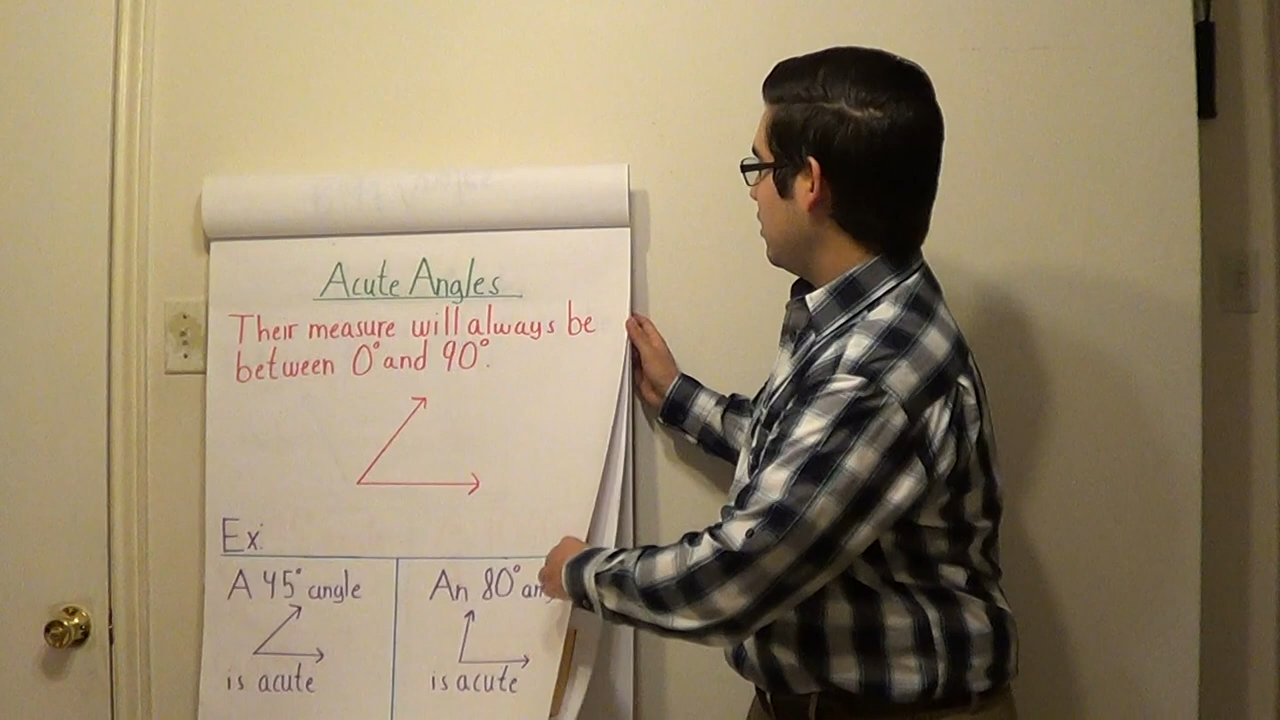 Acute Angles
Their measure will always be
between 0° and 90°.
Ex:
A 45° angle
is acute
An 80°
is acute